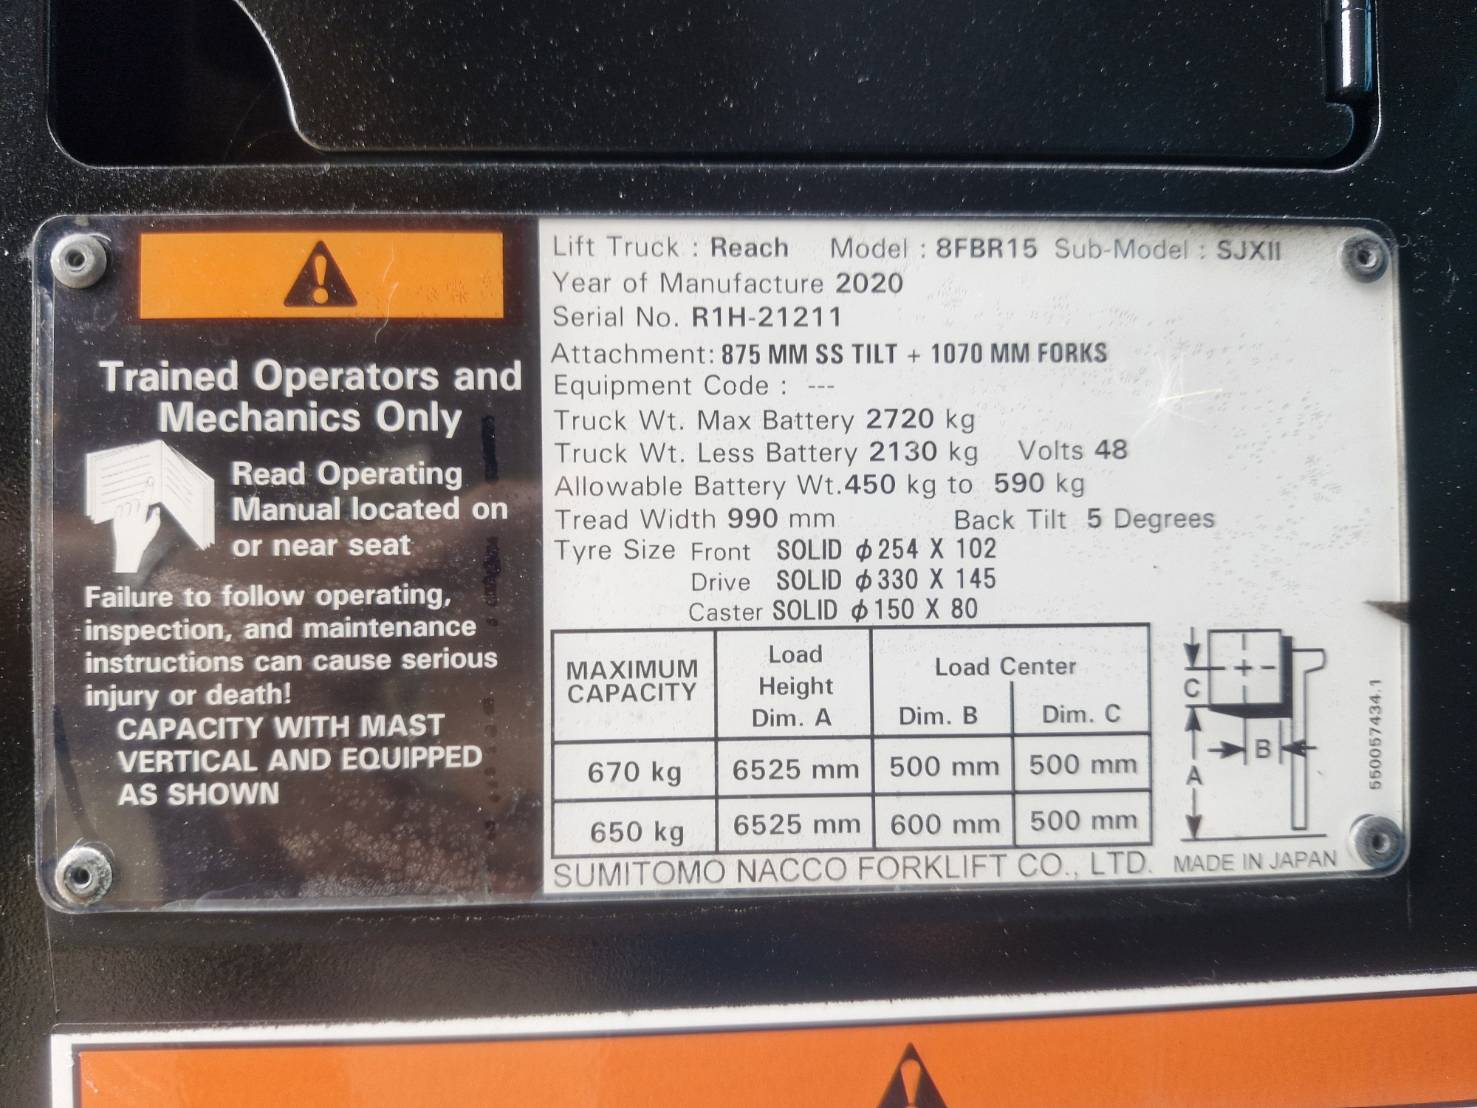 Trained Operators and
Mechanics Only
Read Operating
Manual located on
or near seat
Failure to follow operating,
inspection, and maintenance
instructions can cause serious
injury or death!
CAPACITY WITH MAST
VERTICAL AND EQUIPPED
AS SHOWN
Lift Truck : Reach Model : 8FBR15 Sub-Model : SJXII
Year of Manufacture 2020
Serial No. R1H-21211
Attachment: 875 MM SS TILT + 1070 MM FORKS
Equipment Code : ---
Truck Wt. Max Battery 2720 kg
Truck Wt. Less Battery 2130 kg Volts 48
Allowable Battery Wt. 450 kg to 590 kg
Tread Width 990 mm Back Tilt 5 Degrees
Tyre Size Front SOLID ϕ 254 X 102
Drive SOLID ϕ 330 X 145
Caster SOLID ϕ 150 X 80
MAXIMUM CAPACITY Load Height Dim. A Load Center
Dim. B Dim. C
670 kg 6525 mm 500 mm 500 mm
650 kg 6525 mm 600 mm 500 mm
C
B
A
550057434.1
SUMITOMO NACCO FORKLIFT CO., LTD. MADE IN JAPAN